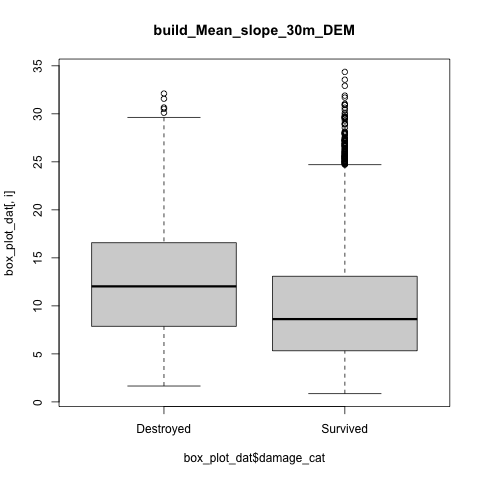 build_Mean_slope_30m_DEM
box_plot_dat[, i]
35
30
25
20
15
10
5
0
Destroyed
Survived
box_plot_dat$damage_cat